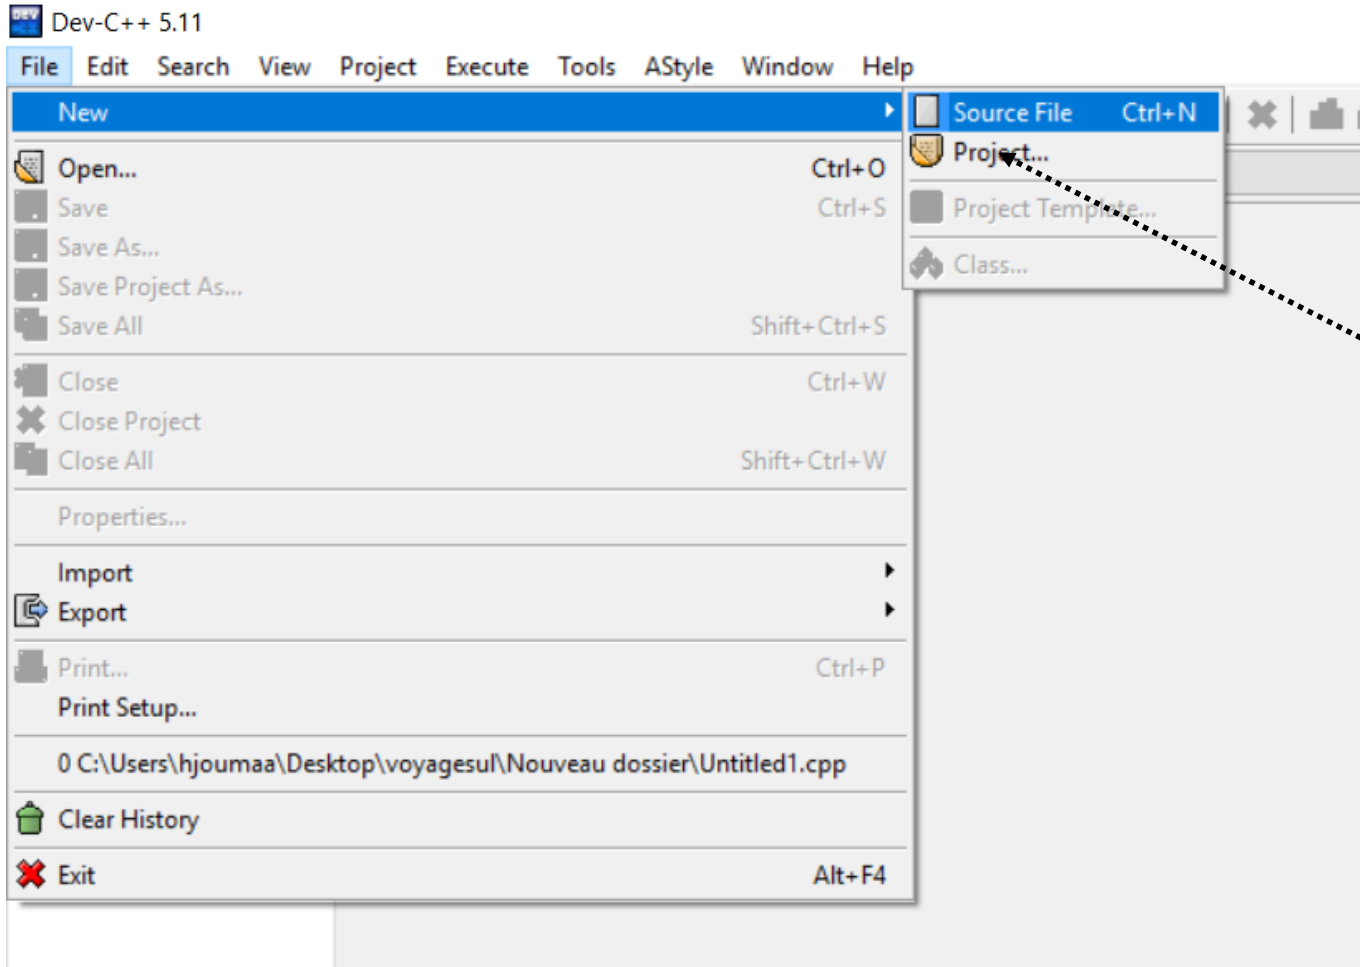 Dev-C++ 5.11
File Edit Search View Project Execute Tools AStyle Window Help
New
Source File Ctrl+N
Project...
Project Template...
Class...
Open... Ctrl+O
Save Ctrl+S
Save As...
Save Project As...
Save All Shift+Ctrl+S
Close Ctrl+W
Close Project
Close All Shift+Ctrl+W
Properties...
Import
Export
Print... Ctrl+P
Print Setup...
0 C:\Users\hjoumaa\Desktop\voyagesul\Nouveau dossier\Untitled1.cpp
Clear History
Exit Alt+F4